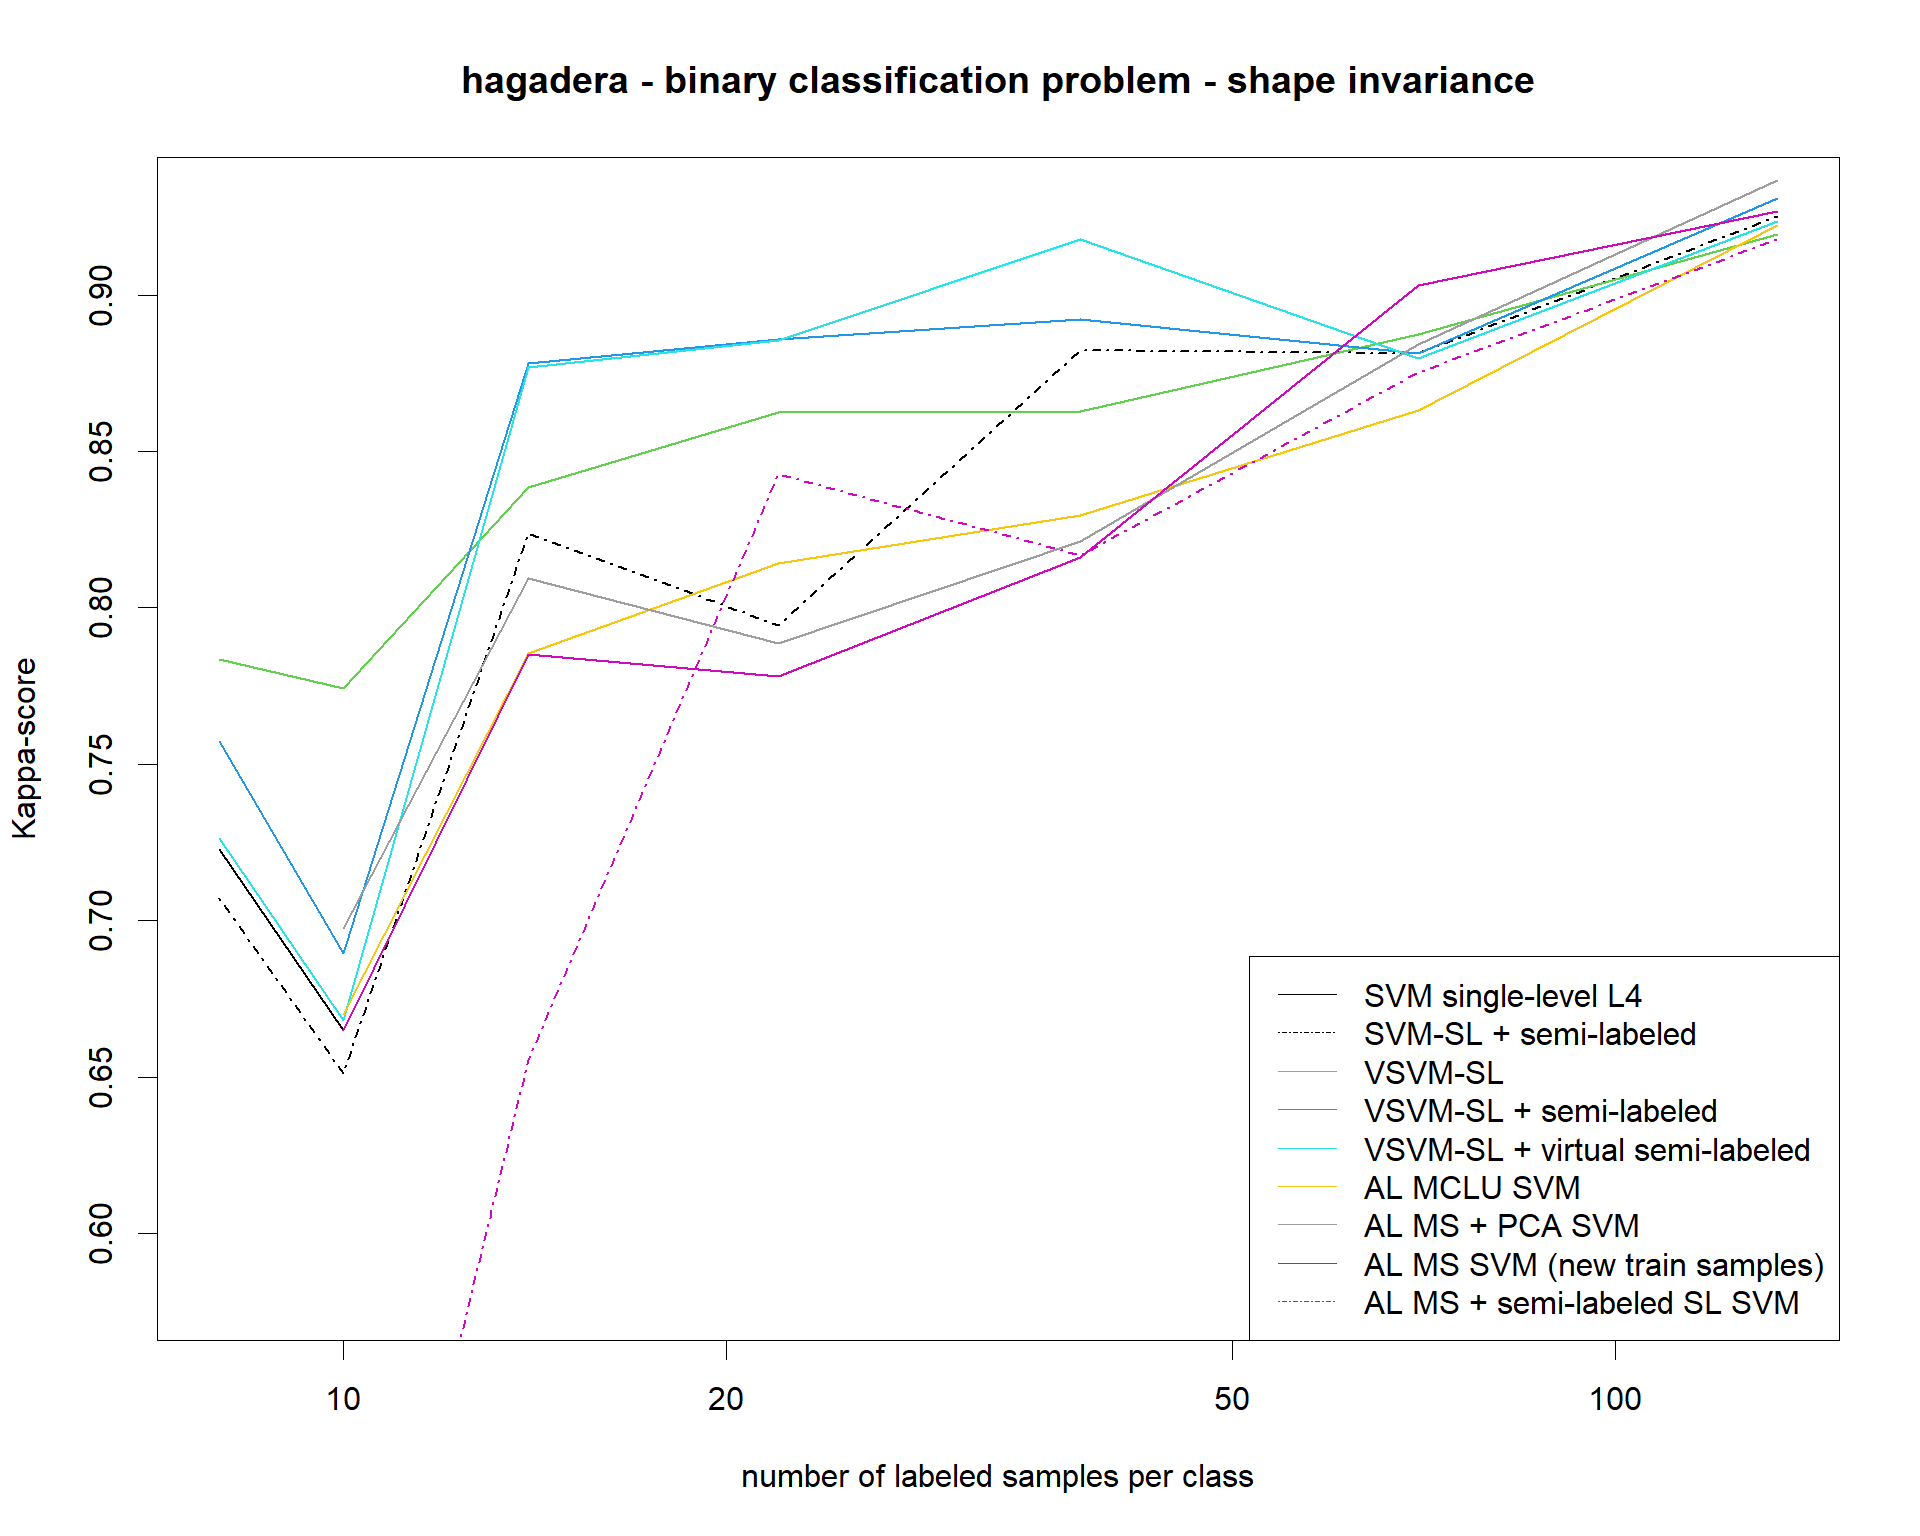 hagadera - binary classification problem - shape invariance
Kappa-score
0.90
0.85
0.80
0.75
0.70
0.65
0.60
SVM single-level L4
SVM-SL + semi-labeled
VSVM-SL
VSVM-SL + semi-labeled
VSVM-SL + virtual semi-labeled
AL MCLU SVM
AL MS + PCA SVM
AL MS SVM (new train samples)
AL MS + semi-labeled SL SVM
10 20 50 100
number of labeled samples per class